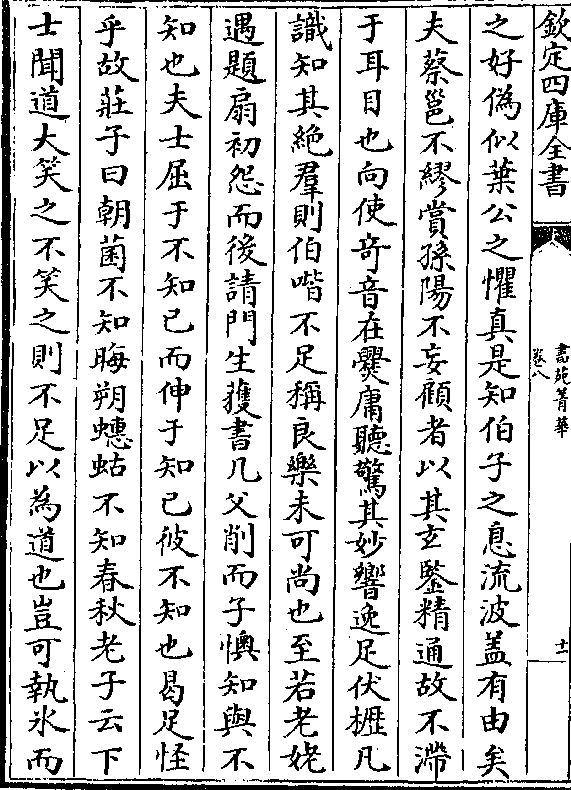 欽定四庫全書
書苑菁華
卷八
十一
之好偽似葉公之懼真是知伯子之息流波盖有由矣
夫蔡邕不繆賞孫陽不妄顧者以其玄鑒精通故不滯
于耳目也向使竒音在爨庸聽驚其妙響逸足伏櫪凡
識知其絶羣則伯喈不足稱良樂未可尚也至若老姥
遇題扇初怨而後請門生獲書几父削而子懊知與不
知也夫士屈于不知己而伸于知己彼不知也曷足怪
乎故莊子曰朝菌不知晦朔蟪蛄不知春秋老子云下
士聞道大笑之不笑之則不足以為道也豈可執氷而